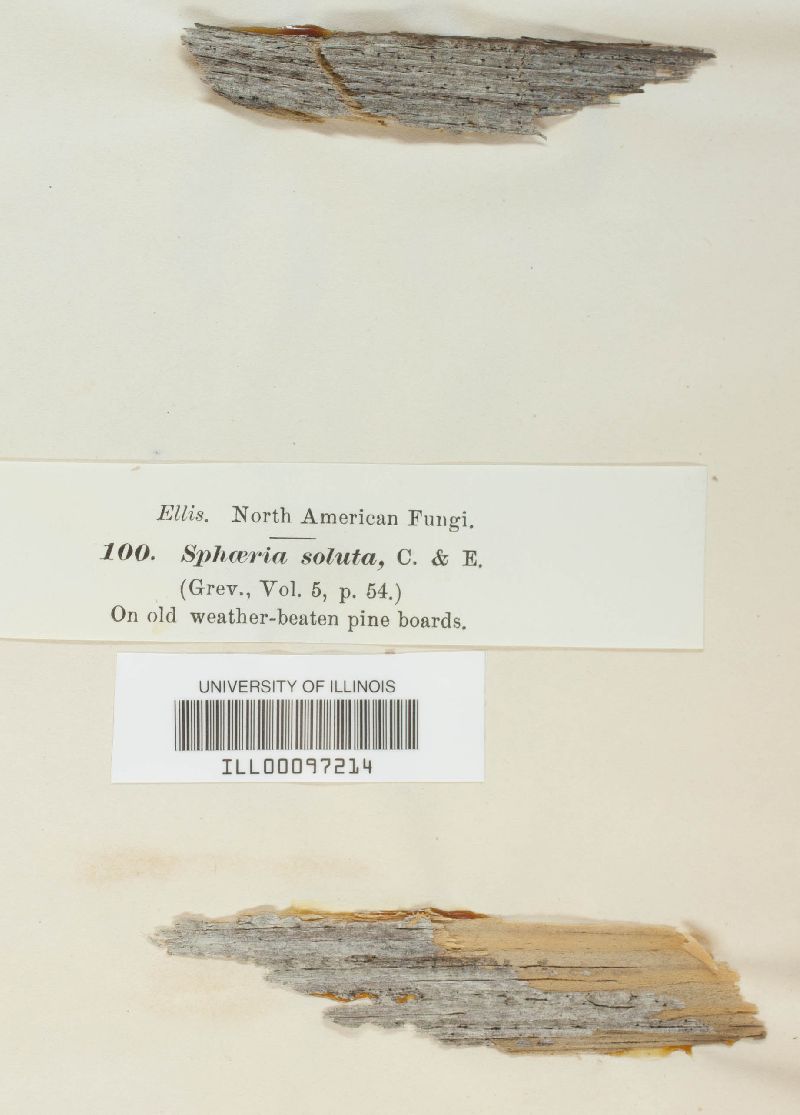 Ellis. North American Fungi.
100. Sphæria soluta, C. & E.
(Grev., Vol. 5, p. 54.)
On old weather-beaten pine boards.
UNIVERSITY OF ILLINOIS
ILL00097214